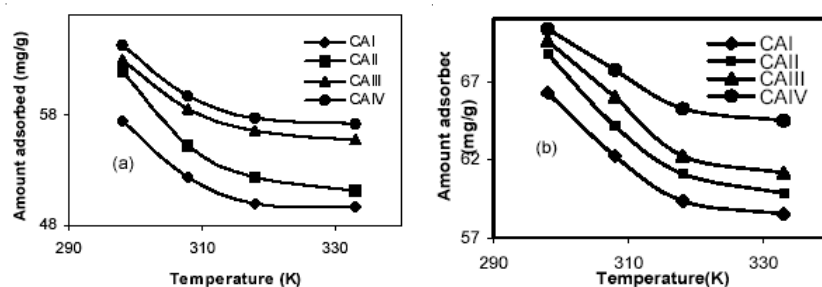 Amount adsorbed (mg/g)
58
48
290
310
330
Temperature (K)
(a)
CAI
CAII
CAIII
CAIV
Amount adsorbed
(mg/g)
67
62
57
290
310
330
Temperature(K)
(b)
CAI
CAII
CAIII
CAIV